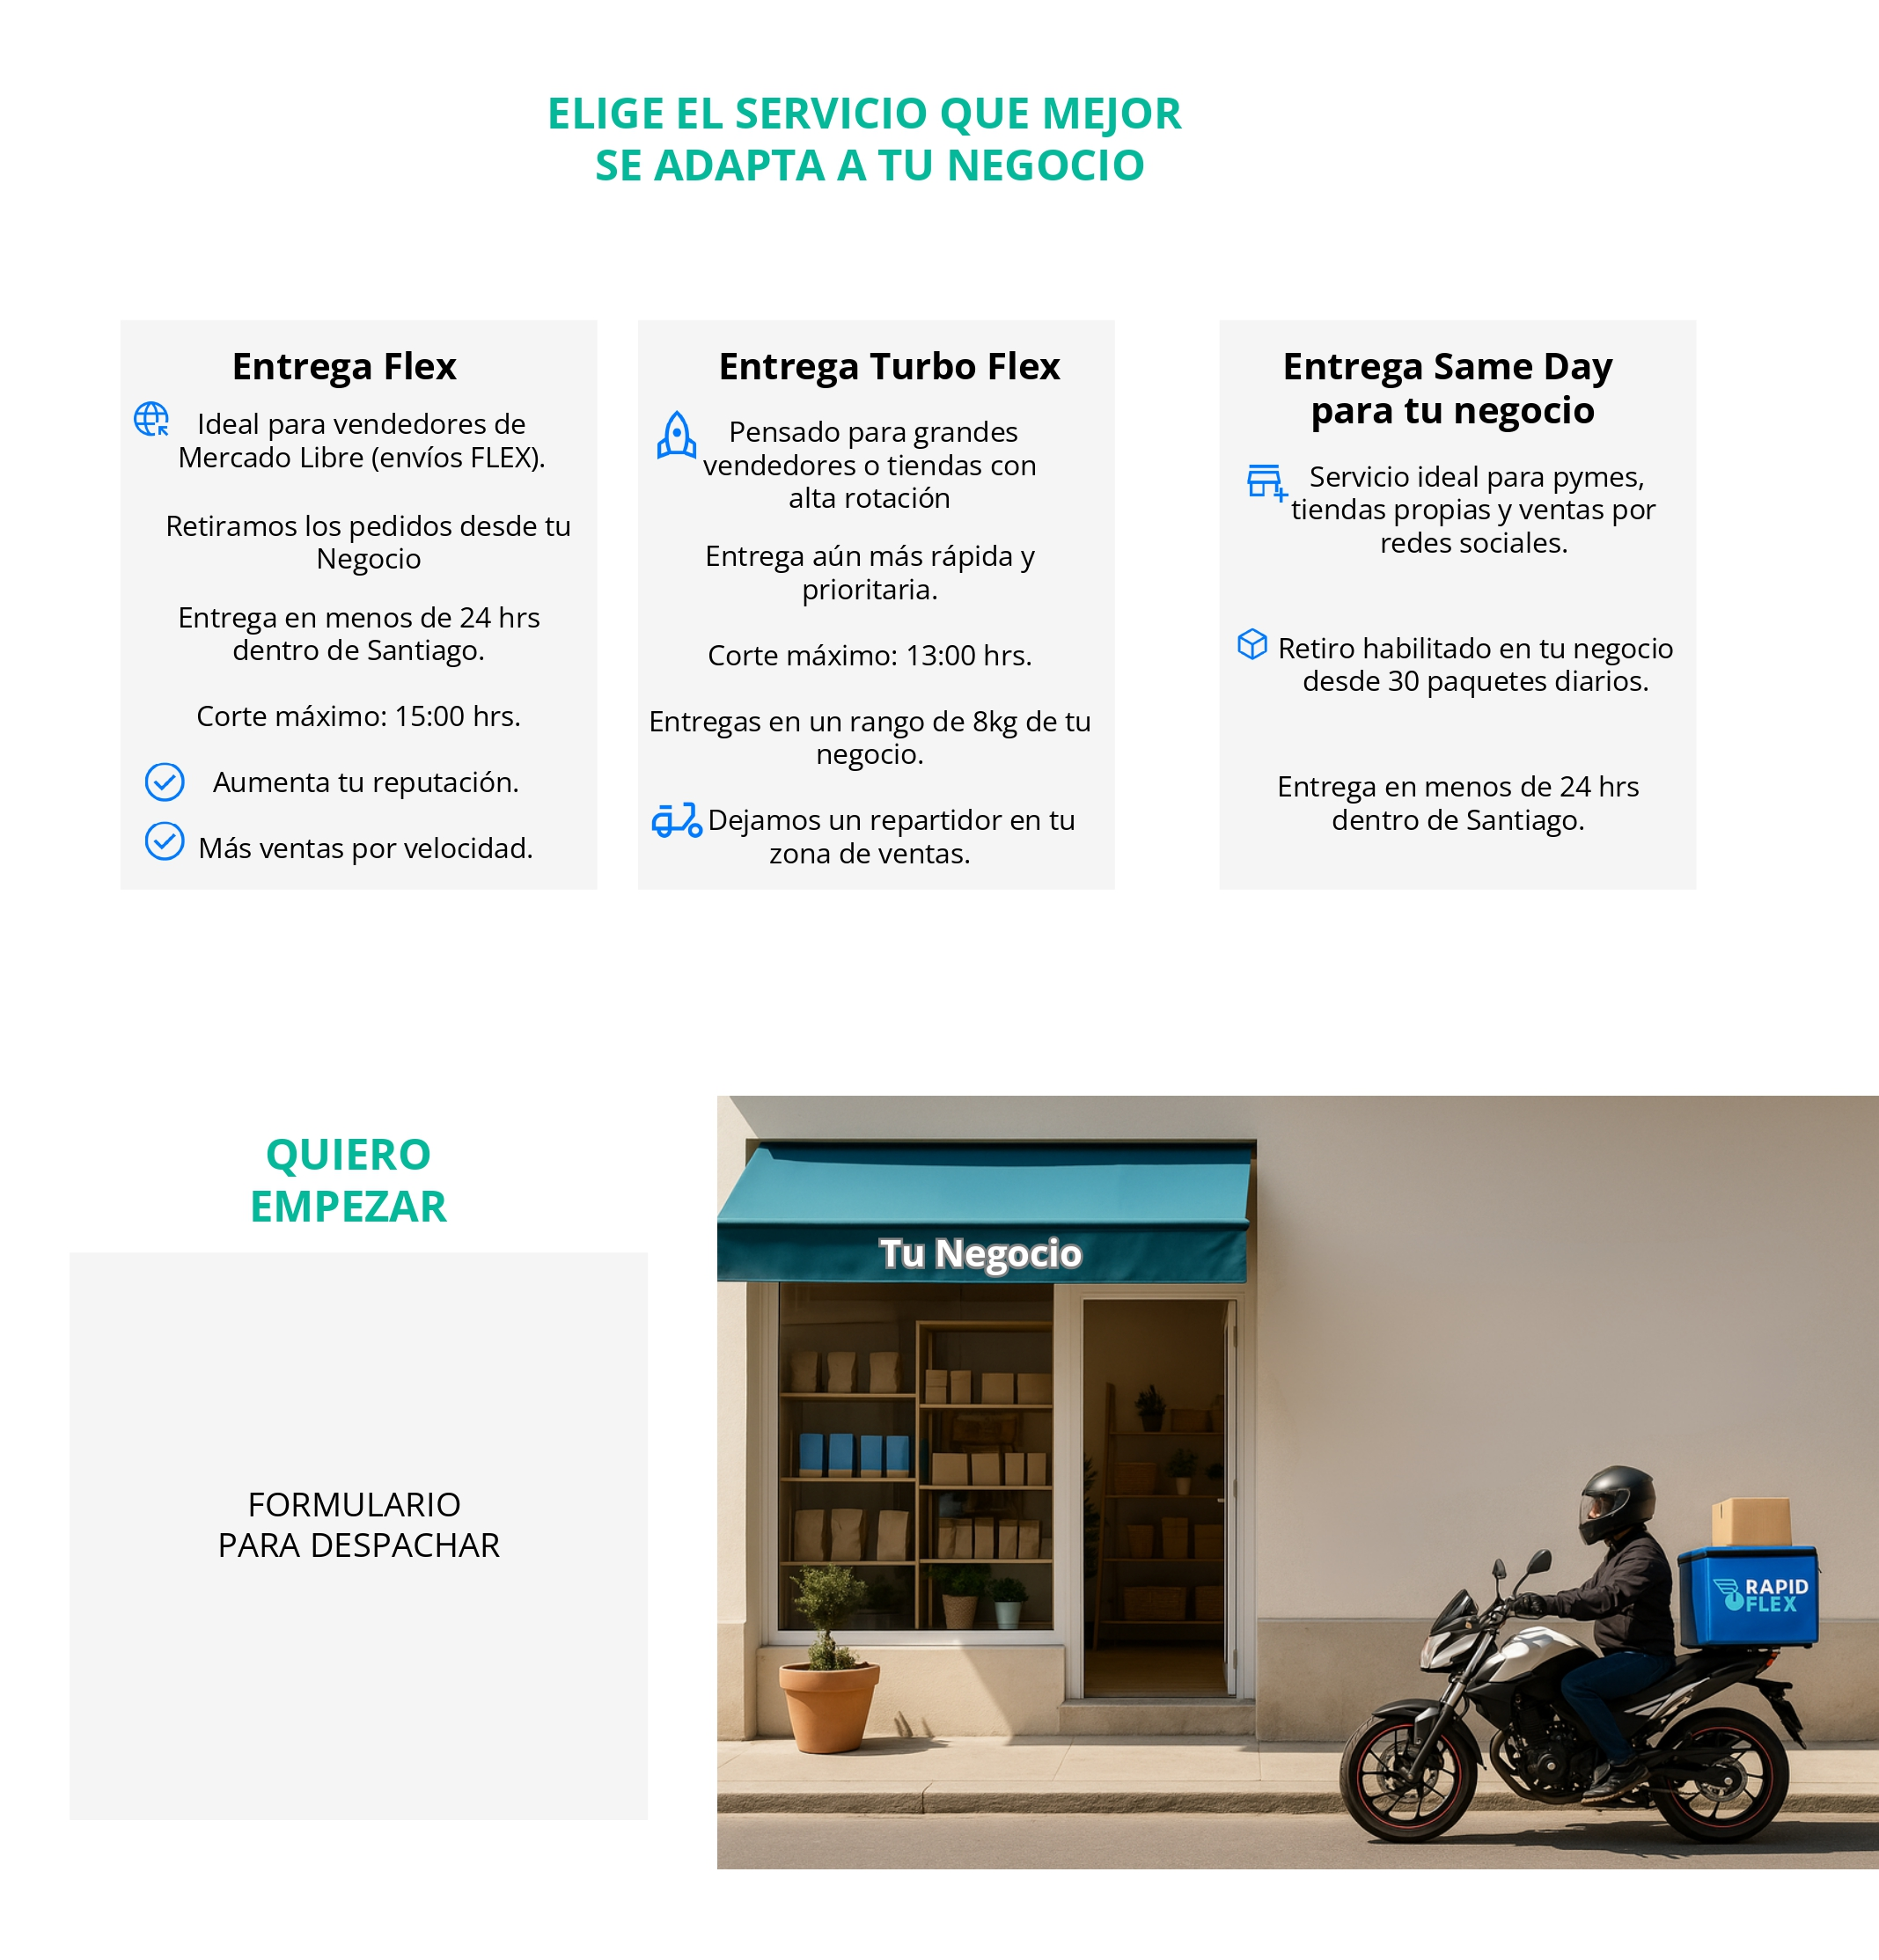 ELIGE EL SERVICIO QUE MEJOR
SE ADAPTA A TU NEGOCIO
Entrega Flex
Ideal para vendedores de
Mercado Libre (envíos FLEX).
Retiramos los pedidos desde tu
Negocio
Entrega en menos de 24 hrs
dentro de Santiago.
Corte máximo: 15:00 hrs.
Aumenta tu reputación.
Más ventas por velocidad.
Entrega Turbo Flex
Pensado para grandes
vendedores o tiendas con
alta rotación
Entrega aún más rápida y
prioritaria.
Corte máximo: 13:00 hrs.
Entregas en un rango de 8kg de tu
negocio.
Dejamos un repartidor en tu
zona de ventas.
Entrega Same Day
para tu negocio
Servicio ideal para pymes,
tiendas propias y ventas por
redes sociales.
Retiro habilitado en tu negocio
desde 30 paquetes diarios.
Entrega en menos de 24 hrs
dentro de Santiago.
QUIERO
EMPEZAR
FORMULARIO
PARA DESPACHAR
Tu Negocio
RAPID
FLEX